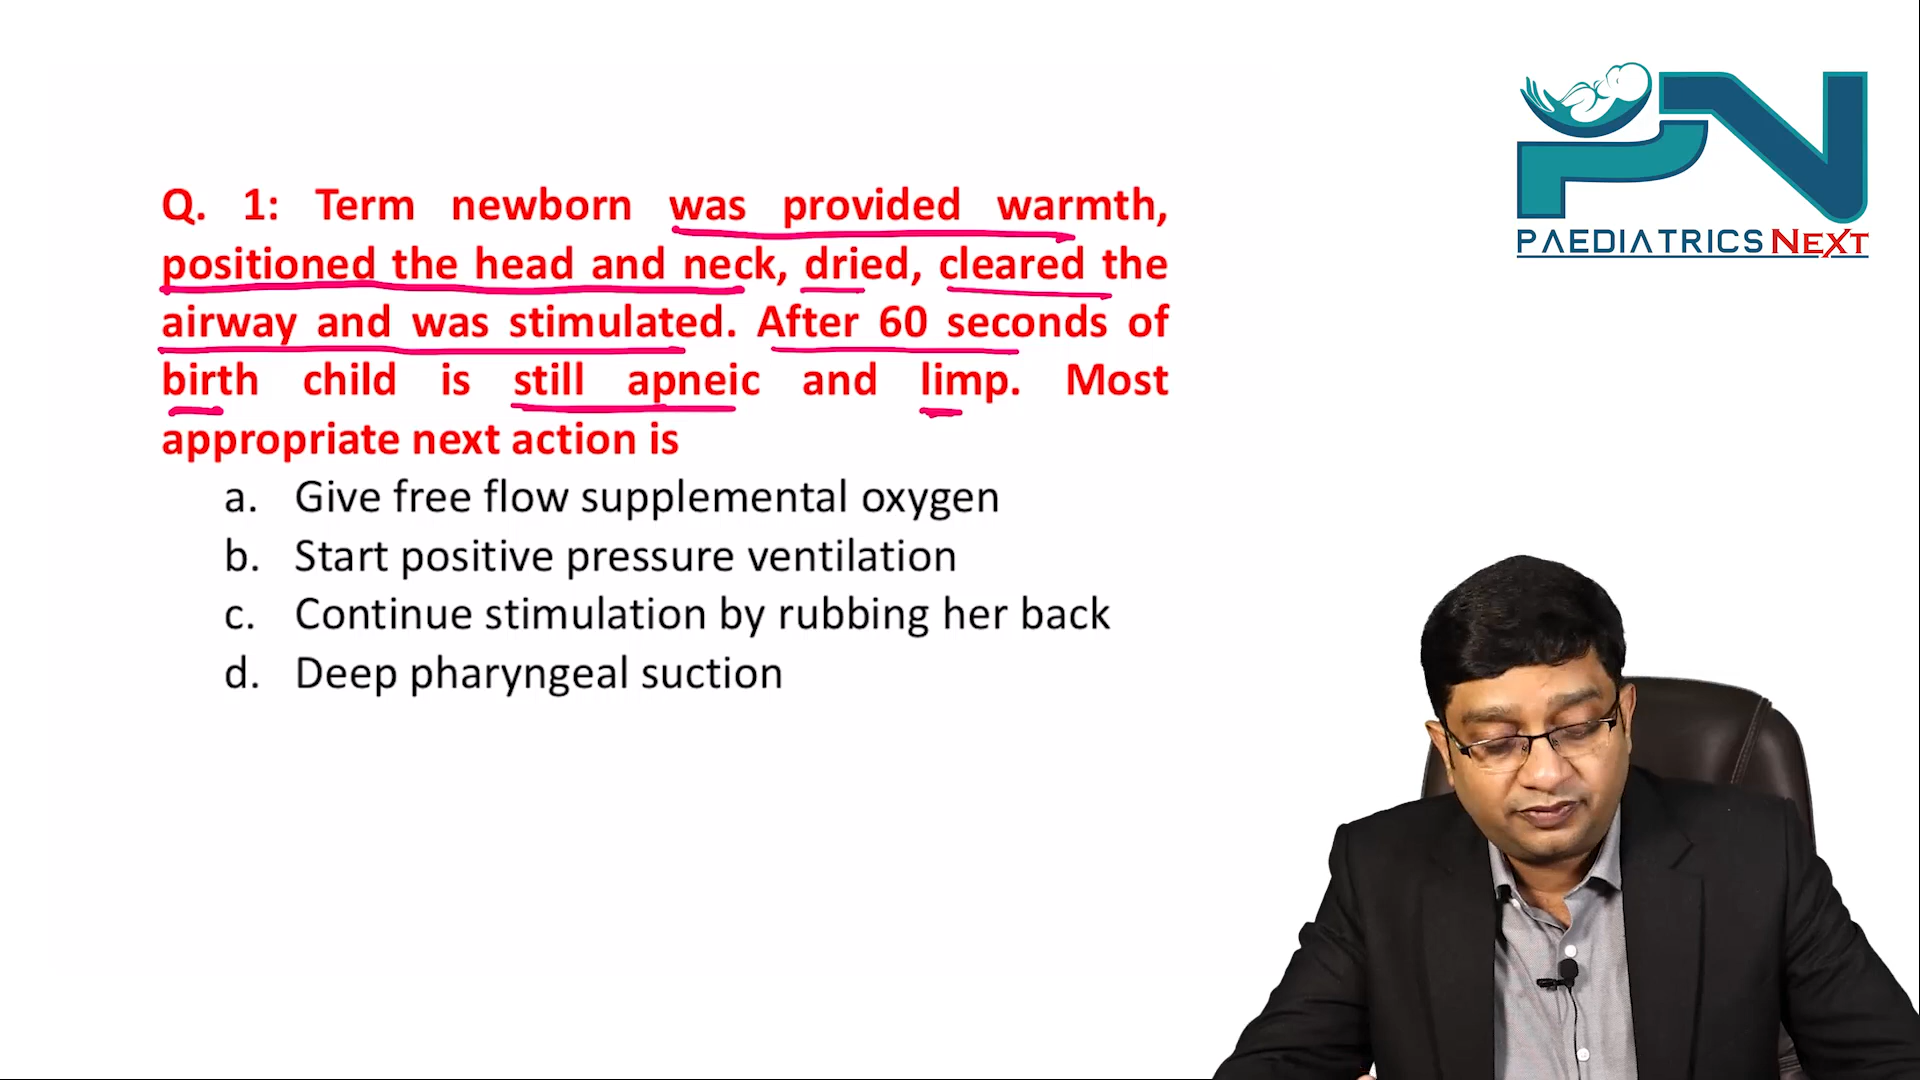 Q. 1: Term newborn was provided warmth,
positioned the head and neck, dried, cleared the
airway and was stimulated. After 60 seconds of
birth child is still apneic and limp. Most
appropriate next action is
a. Give free flow supplemental oxygen
b. Start positive pressure ventilation
c. Continue stimulation by rubbing her back
d. Deep pharyngeal suction
PN
PAEDIATRICS NEXT